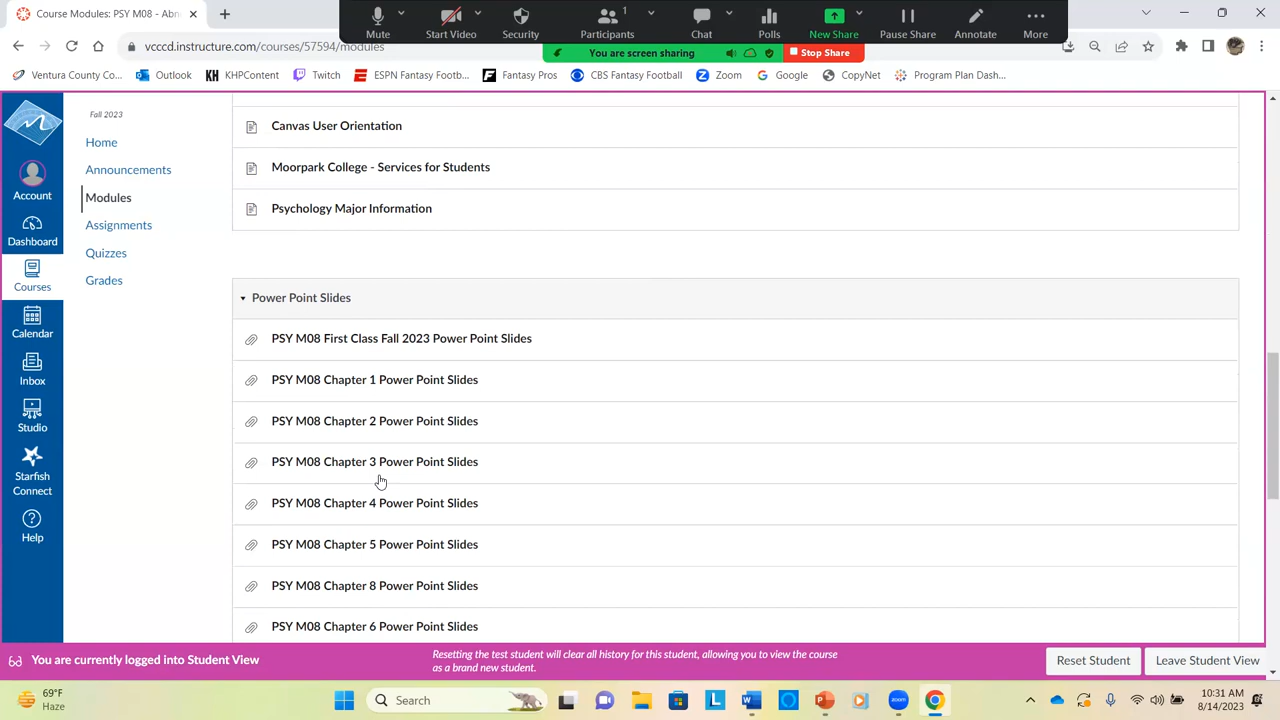 Course Modules: PSY M08 - Abn
Mute
Start Video
Security
1
Participants
Chat
Polls
New Share
Pause Share
Annotate
More
vcccd.instructure.com/courses/57594/modules
You are screen sharing
Stop Share
Ventura County Co...
Outlook
KHPContent
Twitch
ESPN Fantasy Footb...
Fantasy Pros
CBS Fantasy Football
Zoom
Google
CopyNet
Program Plan Dash...
Account
Dashboard
Courses
Calendar
Inbox
Studio
Starfish
Connect
Help
Fall 2023
Home
Announcements
Modules
Assignments
Quizzes
Grades
Canvas User Orientation
Moorpark College - Services for Students
Psychology Major Information
Power Point Slides
PSY M08 First Class Fall 2023 Power Point Slides
PSY M08 Chapter 1 Power Point Slides
PSY M08 Chapter 2 Power Point Slides
PSY M08 Chapter 3 Power Point Slides
PSY M08 Chapter 4 Power Point Slides
PSY M08 Chapter 5 Power Point Slides
PSY M08 Chapter 8 Power Point Slides
PSY M08 Chapter 6 Power Point Slides
You are currently logged into Student View
Resetting the test student will clear all history for this student, allowing you to view the course
as a brand new student.
Reset Student
Leave Student View
69°F
Haze
Search
zoom
10:31 AM
8/14/2023